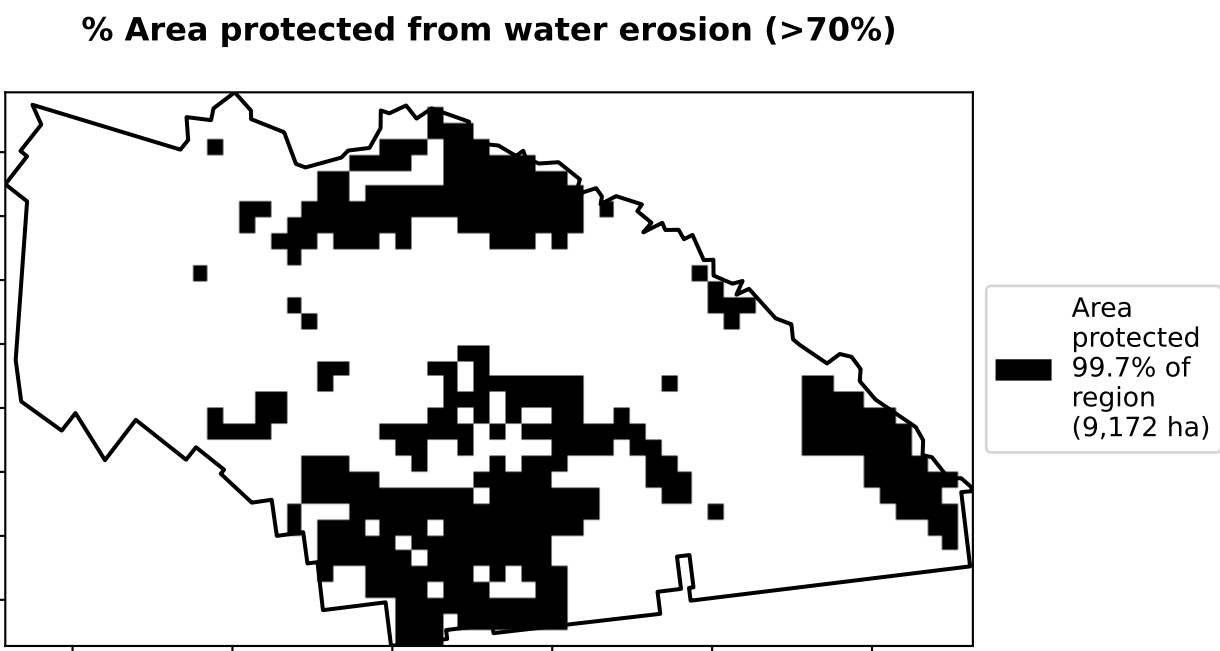 % Area protected from water erosion (>70%)
Area
protected
99.7% of
region
(9,172 ha)